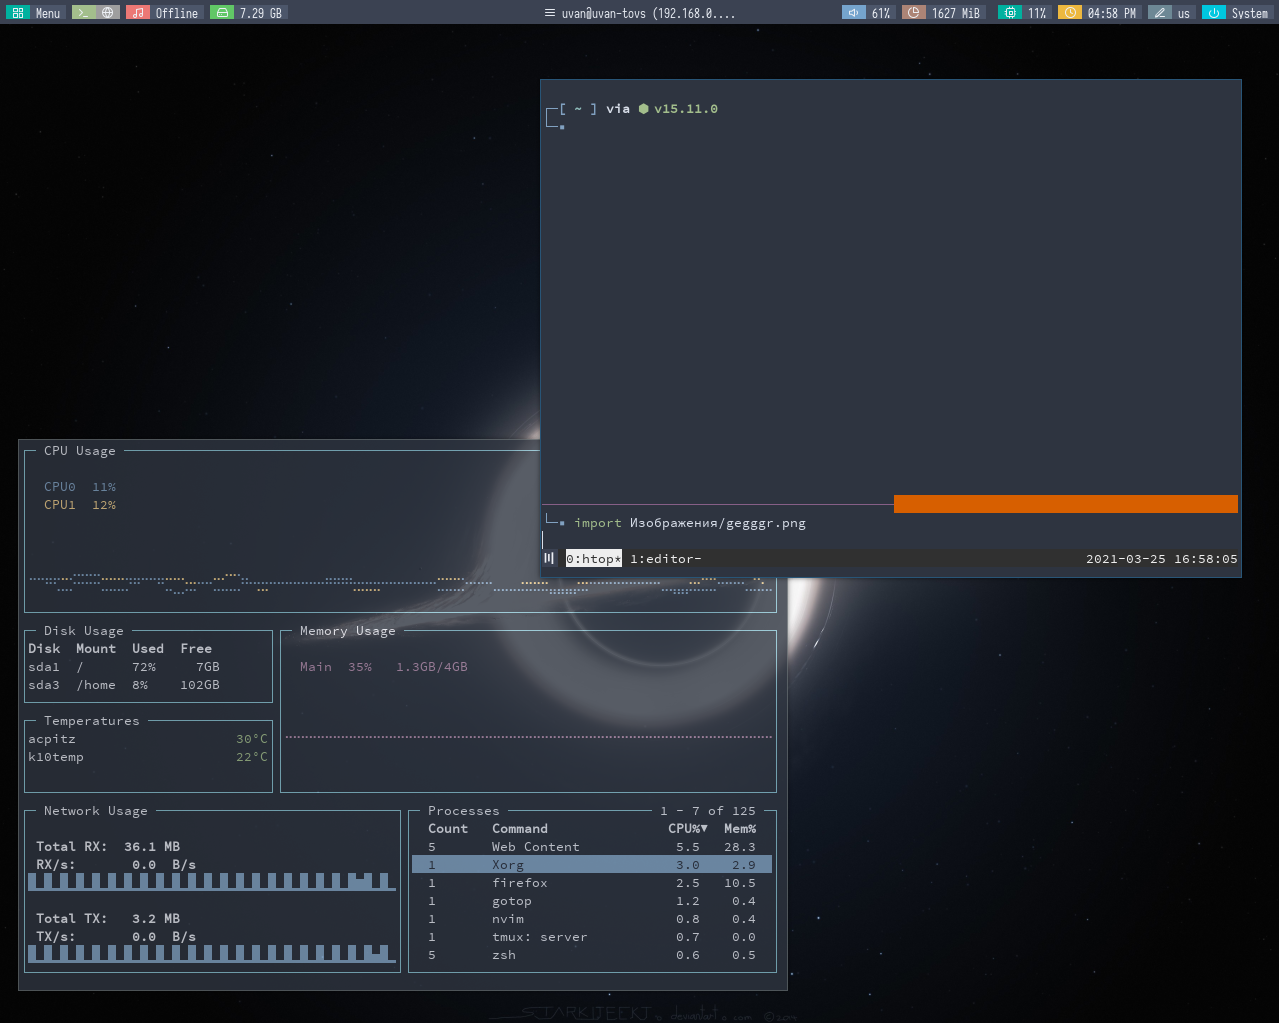 Menu
Offline
7.29 GB
uvan@uvan-tovs (192.168.0....
61%
1627 MiB
11%
04:58 PM
us
System
[ ~ ] via v15.11.0
import Изображения/gegggr.png
0:htop* 1:editor-
2021-03-25 16:58:05
CPU Usage
CPU0 11%
CPU1 12%
Disk Usage
Disk Mount Used Free
sda1 / 72% 7GB
sda3 /home 8% 102GB
Memory Usage
Main 35% 1.3GB/4GB
Temperatures
acpitz 30°C
k10temp 22°C
Network Usage
Total RX: 36.1 MB
RX/s: 0.0 B/s
Total TX: 3.2 MB
TX/s: 0.0 B/s
Processes 1 - 7 of 125
Count Command CPU%▼ Mem%
5 Web Content 5.5 28.3
1 Xorg 3.0 2.9
1 firefox 2.5 10.5
1 gotop 1.2 0.4
1 nvim 0.8 0.4
1 tmux: server 0.7 0.0
5 zsh 0.6 0.5